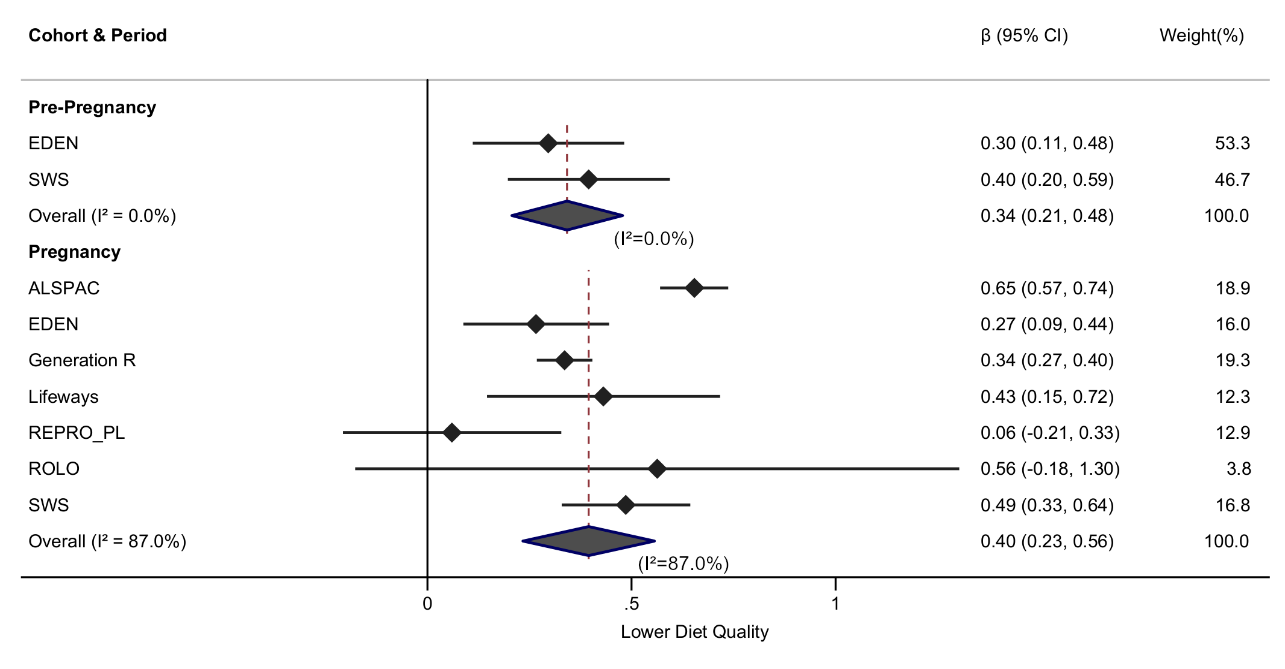 Cohort & Period β (95% CI) Weight(%)
Pre-Pregnancy
EDEN 0.30 (0.11, 0.48) 53.3
SWS 0.40 (0.20, 0.59) 46.7
Overall (I² = 0.0%) 0.34 (0.21, 0.48) 100.0
(I²=0.0%)
Pregnancy
ALSPAC 0.65 (0.57, 0.74) 18.9
EDEN 0.27 (0.09, 0.44) 16.0
Generation R 0.34 (0.27, 0.40) 19.3
Lifeways 0.43 (0.15, 0.72) 12.3
REPRO_PL 0.06 (-0.21, 0.33) 12.9
ROLO 0.56 (-0.18, 1.30) 3.8
SWS 0.49 (0.33, 0.64) 16.8
Overall (I² = 87.0%) 0.40 (0.23, 0.56) 100.0
(I²=87.0%)
0 .5 1
Lower Diet Quality